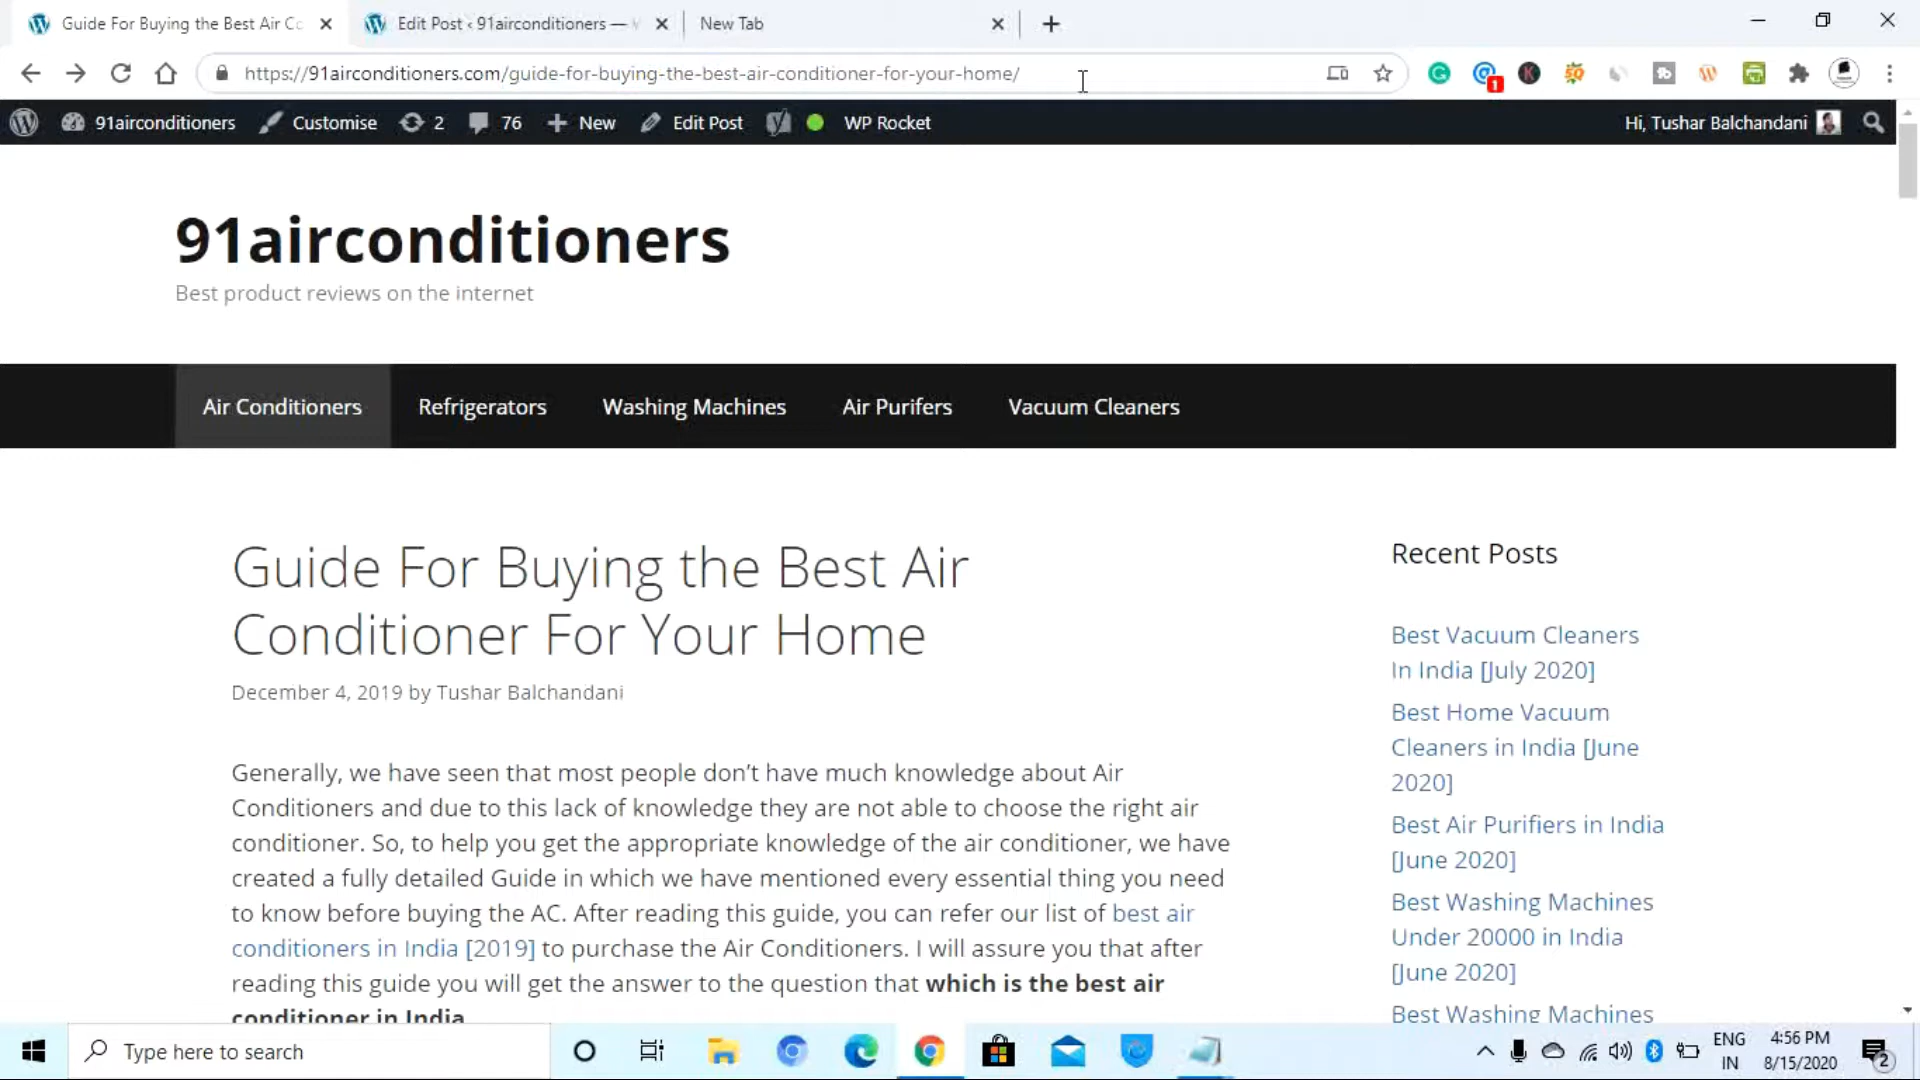 Guide For Buying the Best Air Co
Edit Post ‹ 91airconditioners —
New Tab
https://91airconditioners.com/guide-for-buying-the-best-air-conditioner-for-your-home/
1
91airconditioners
Customise
2
76
New
Edit Post
WP Rocket
Hi, Tushar Balchandani
91airconditioners
Best product reviews on the internet
Air Conditioners
Refrigerators
Washing Machines
Air Purifers
Vacuum Cleaners
Guide For Buying the Best Air
Conditioner For Your Home
December 4, 2019 by Tushar Balchandani
Generally, we have seen that most people don’t have much knowledge about Air
Conditioners and due to this lack of knowledge they are not able to choose the right air
conditioner. So, to help you get the appropriate knowledge of the air conditioner, we have
created a fully detailed Guide in which we have mentioned every essential thing you need
to know before buying the AC. After reading this guide, you can refer our list of best air
conditioners in India [2019] to purchase the Air Conditioners. I will assure you that after
reading this guide you will get the answer to the question that which is the best air
conditioner in India
Recent Posts
Best Vacuum Cleaners
In India [July 2020]
Best Home Vacuum
Cleaners in India [June
2020]
Best Air Purifiers in India
[June 2020]
Best Washing Machines
Under 20000 in India
[June 2020]
Best Washing Machines
Type here to search
ENG
IN
4:56 PM
8/15/2020
2